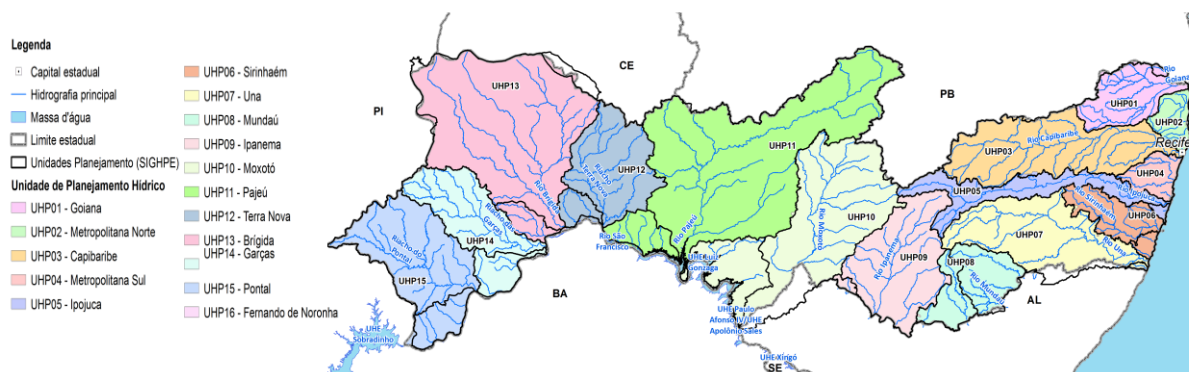 Legenda
Capital estadual
Hidrografia principal
Massa d'água
Limite estadual
Unidades Planejamento (SIGHPE)
Unidade de Planejamento Hídrico
UHP01 - Goiana
UHP02 - Metropolitana Norte
UHP03 - Capibaribe
UHP04 - Metropolitana Sul
UHP05 - Ipojuca
UHP06 - Sirinhaém
UHP07 - Una
UHP08 - Mundaú
UHP09 - Ipanema
UHP10 - Moxotó
UHP11 - Pajeú
UHP12 - Terra Nova
UHP13 - Brígida
UHP14 - Garças
UHP15 - Pontal
UHP16 - Fernando de Noronha
CE
PI
PB
BA
AL
SE
UHP13
UHP12
UHP11
UHP10
UHP09
UHP08
UHP07
UHP06
UHP05
UHP04
UHP03
UHP02
UHP01
UHP14
UHP15
Recife
Rio
Goiana
Rio Capibaribe
Rio Ipojuca
Rio Sirinhaém
Rio Una
Rio Mundaú
Rio Ipanema
Rio Moxotó
Rio Pajeú
Rio São
Francisco
Riacho
Terra Nova
Rio Brígida
Riacho das
Garças
Riacho do
Pontal
UHE Luiz
Gonzaga
UHE Paulo
Afonso IV/UHE
Apolônio Sales
UHE Xingó
UHE
Sobradinho